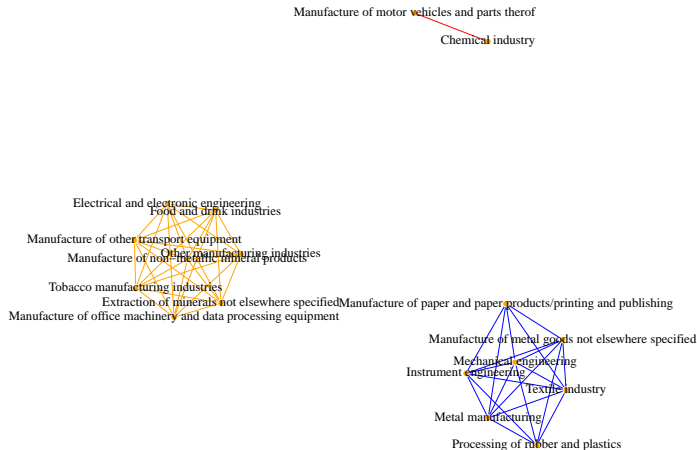 Manufacture of motor vehicles and parts therof
Chemical industry
Electrical and electronic engineering
Food and drink industries
Manufacture of other transport equipment
Other manufacturing industries
Manufacture of non-metallic mineral products
Tobacco manufacturing industries
Extraction of minerals not elsewhere specified
Manufacture of office machinery and data processing equipment
Manufacture of paper and paper products/printing and publishing
Manufacture of metal goods not elsewhere specified
Mechanical engineering
Instrument engineering
Textile industry
Metal manufacturing
Processing of rubber and plastics